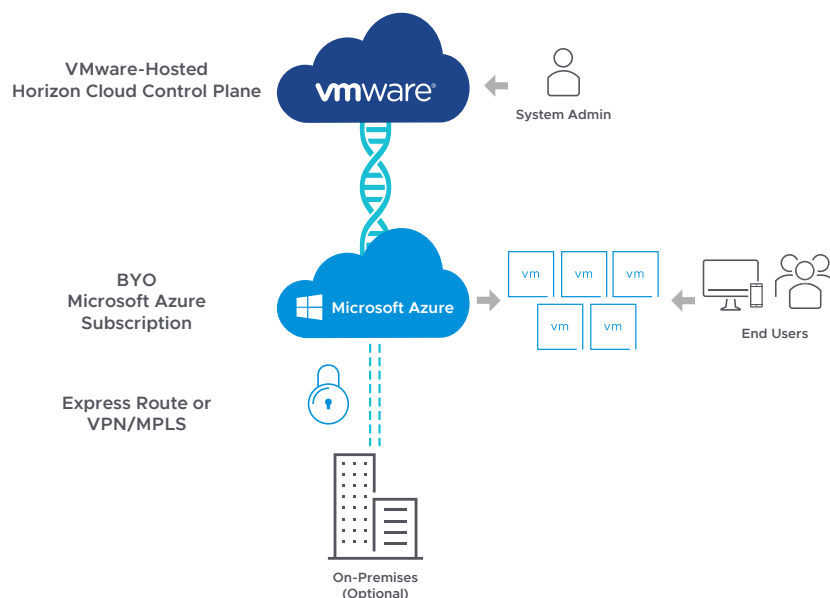 VMware-Hosted
Horizon Cloud Control Plane
vmware®
System Admin
BYO
Microsoft Azure
Subscription
Microsoft Azure
vm
vm
vm
vm
vm
End Users
Express Route or
VPN/MPLS
On-Premises
(Optional)